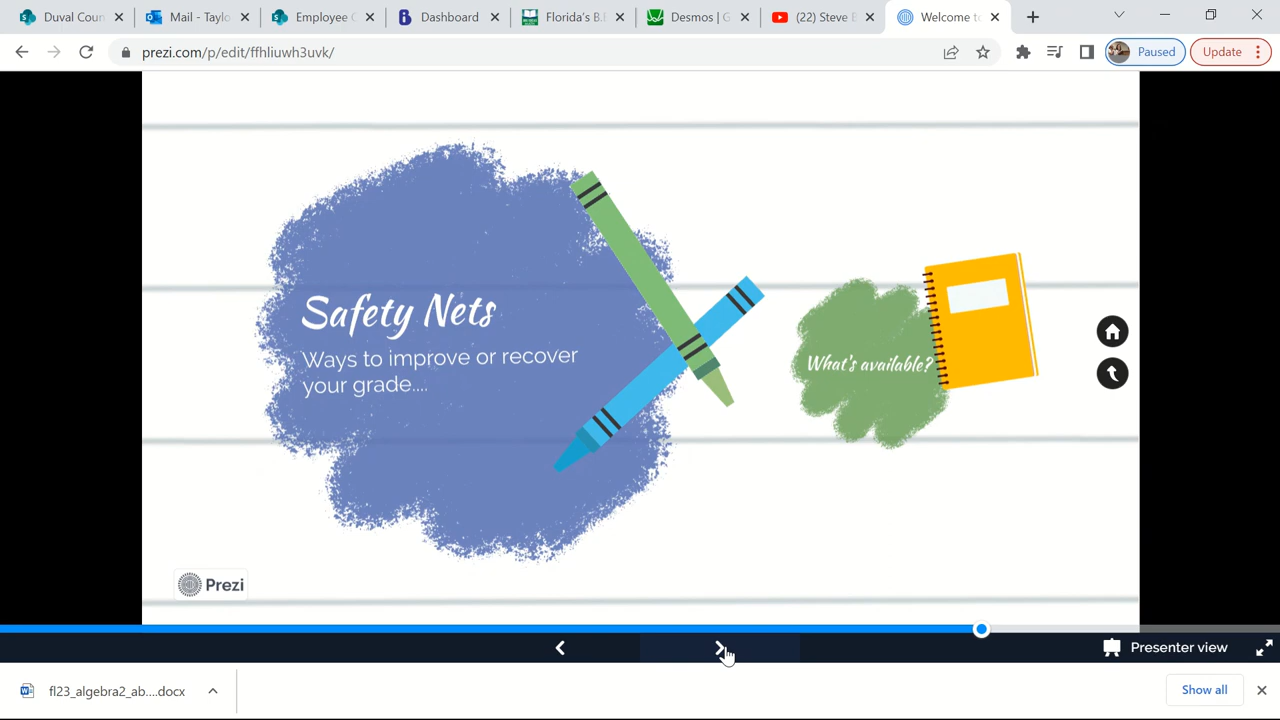 Duval Coun
Mail - Taylo
Employee C
Dashboard
Florida's B.
Desmos | G
(22) Steve E
Welcome to
prezi.com/p/edit/ffhliuwh3uvk/
Paused
Update
Safety Nets
Ways to improve or recover
your grade....
What's available?
Prezi
Presenter view
fl23_algebra2_ab....docx
Show all